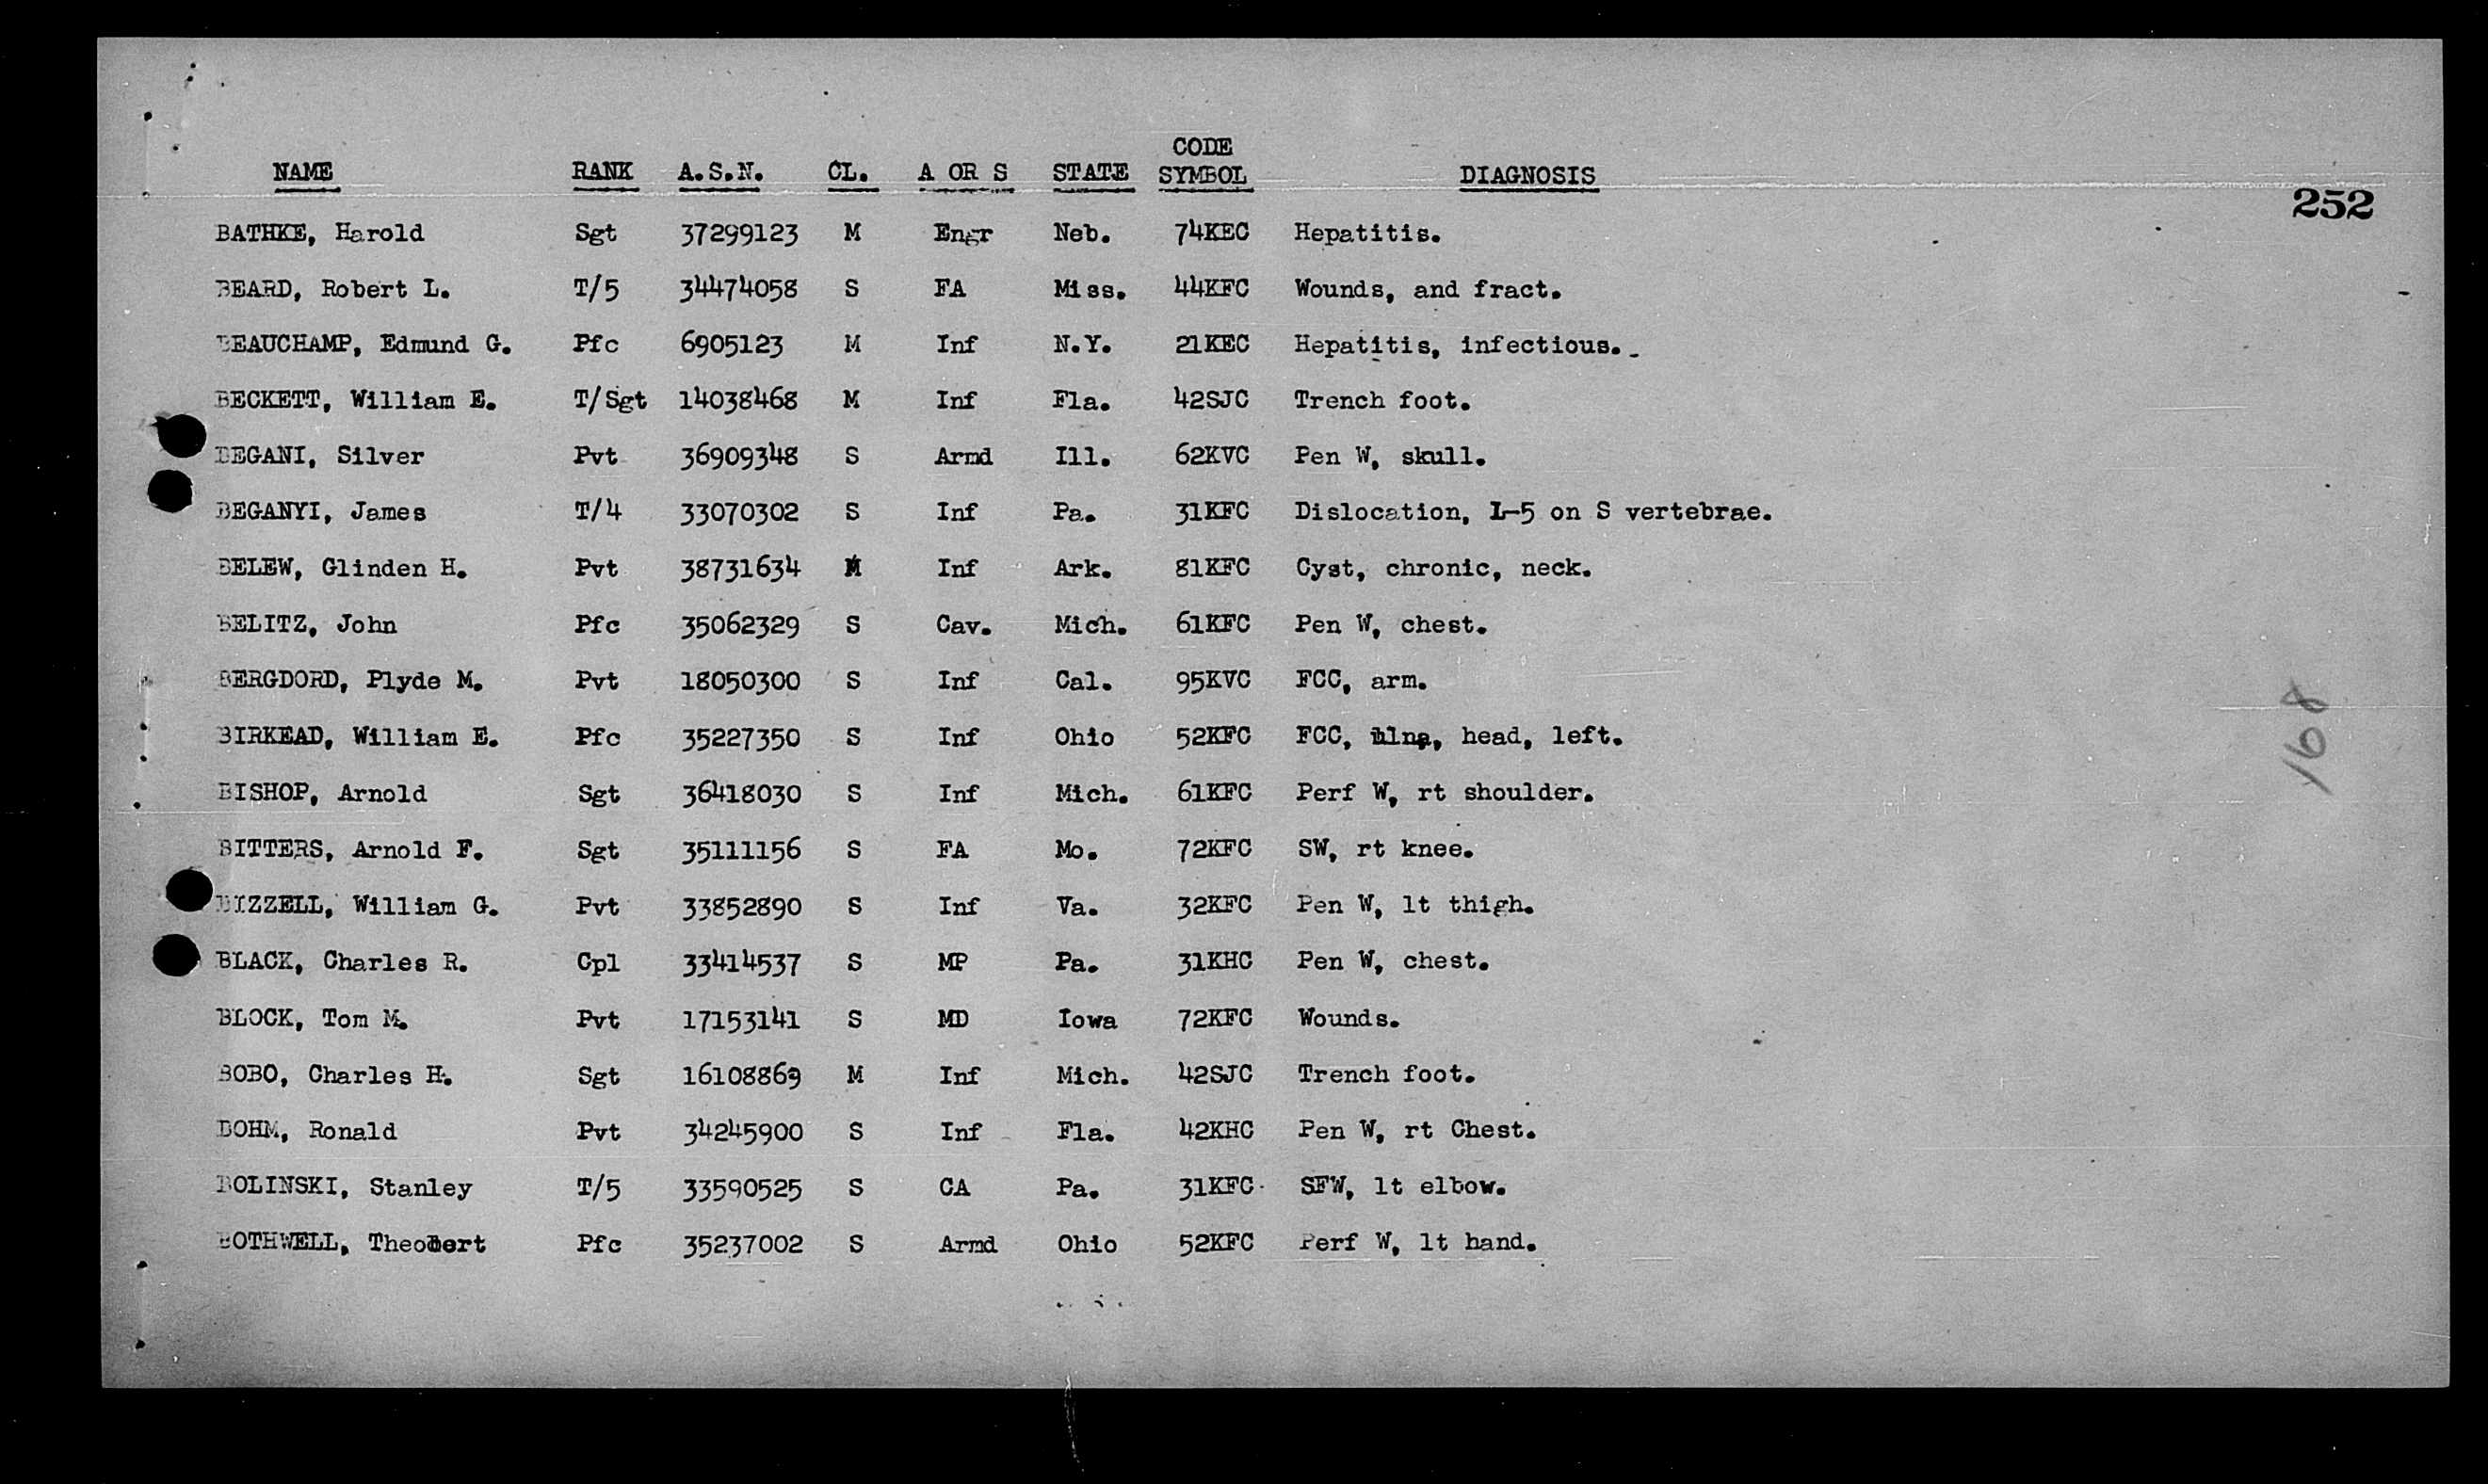 CODE
NAME RANK A.S.N. CL. A OR S STATE SYMBOL DIAGNOSIS
252
BATHKE, Harold Sgt 37299123 M Engr Neb. 74KEC Hepatitis.
BEARD, Robert L. T/5 34474058 S FA Miss. 44KFC Wounds, and fract.
BEAUCHAMP, Edmund G. Pfc 6905123 M Inf N.Y. 21KEC Hepatitis, infectious.
BECKETT, William E. T/Sgt 14038468 M Inf Fla. 42SJC Trench foot.
BEGANI, Silver Pvt 36909348 S Armd Ill. 62KVC Pen W, skull.
BEGANYI, James T/4 33070302 S Inf Pa. 31KFC Dislocation, L-5 on S vertebrae.
BELEW, Glinden H. Pvt 38731634 M Inf Ark. 81KFC Cyst, chronic, neck.
BELITZ, John Pfc 35062329 S Cav. Mich. 61KFC Pen W, chest.
BERGDORD, Plyde M. Pvt 18050300 S Inf Cal. 95KVC FCC, arm.
BIRKEAD, William E. Pfc 35227350 S Inf Ohio 52KFC FCC, ulna, head, left.
BISHOP, Arnold Sgt 36418030 S Inf Mich. 61KFC Perf W, rt shoulder.
BITTERS, Arnold F. Sgt 35111156 S FA Mo. 72KFC SW, rt knee.
BIZZELL, William G. Pvt 33852890 S Inf Va. 32KFC Pen W, lt thigh.
BLACK, Charles R. Cpl 33414537 S MP Pa. 31KHC Pen W, chest.
BLOCK, Tom M. Pvt 17153141 S MD Iowa 72KFC Wounds.
BOBO, Charles H. Sgt 16108869 M Inf Mich. 42SJC Trench foot.
BOHM, Ronald Pvt 34245900 S Inf Fla. 42KHC Pen W, rt Chest.
BOLINSKI, Stanley T/5 33590525 S CA Pa. 31KFC SFW, lt elbow.
BOTHWELL, Pfc 35237002 S Armd Ohio 52KFC Perf W, lt hand.
168